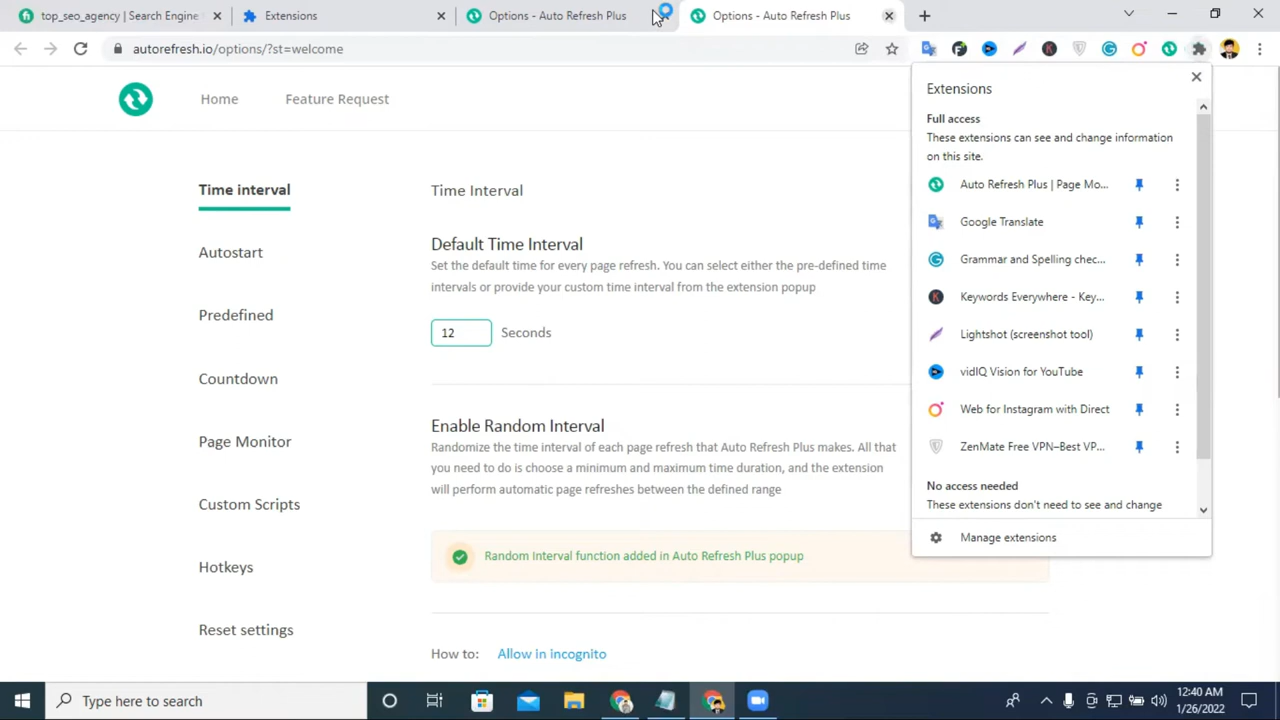 top_seo_agency | Search Engine
Extensions
Options - Auto Refresh Plus
Options - Auto Refresh Plus
autorefresh.io/options/?st=welcome
Home
Feature Request
Time interval
Autostart
Predefined
Countdown
Page Monitor
Custom Scripts
Hotkeys
Reset settings
Time Interval
Default Time Interval
Set the default time for every page refresh. You can select either the pre-defined time
intervals or provide your custom time interval from the extension popup
12 Seconds
Enable Random Interval
Randomize the time interval of each page refresh that Auto Refresh Plus makes. All that
you need to do is choose a minimum and maximum time duration, and the extension
will perform automatic page refreshes between the defined range
Random Interval function added in Auto Refresh Plus popup
How to: Allow in incognito
Extensions
Full access
These extensions can see and change information
on this site.
Auto Refresh Plus | Page Mo...
Google Translate
Grammar and Spelling chec...
Keywords Everywhere - Key...
Lightshot (screenshot tool)
vidIQ Vision for YouTube
Web for Instagram with Direct
ZenMate Free VPN–Best VP...
No access needed
These extensions don't need to see and change
Manage extensions
Type here to search
12:40 AM
1/26/2022